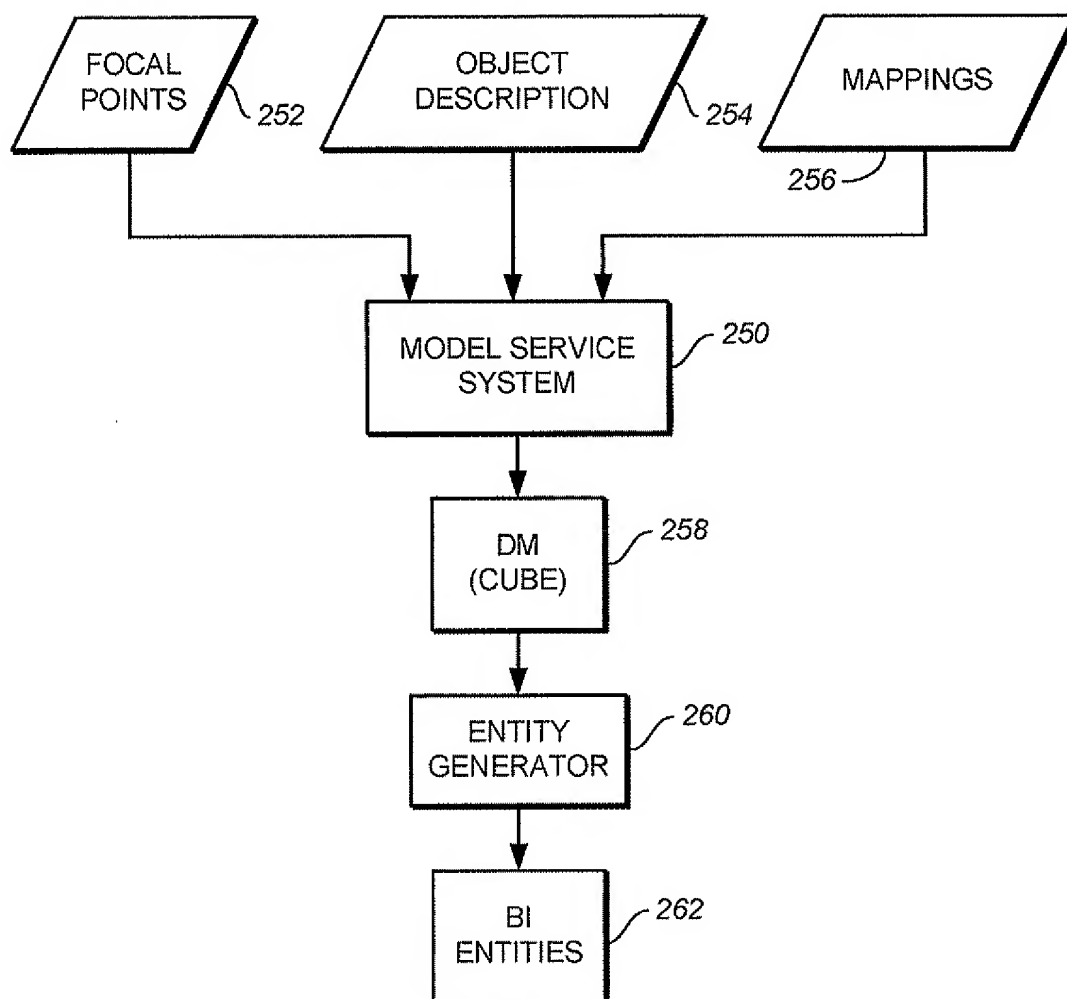 FOCAL
POINTS
252
OBJECT
DESCRIPTION
254
MAPPINGS
256
MODEL SERVICE
SYSTEM
250
DM
(CUBE)
258
ENTITY
GENERATOR
260
BI
ENTITIES
262